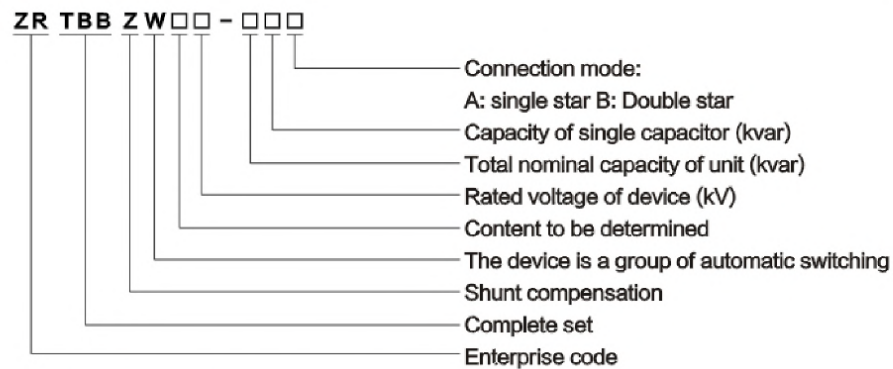 ZR TBB Z W□□-□□□
Connection mode:
A: single star B: Double star
Capacity of single capacitor (kvar)
Total nominal capacity of unit (kvar)
Rated voltage of device (kV)
Content to be determined
The device is a group of automatic switching
Shunt compensation
Complete set
Enterprise code